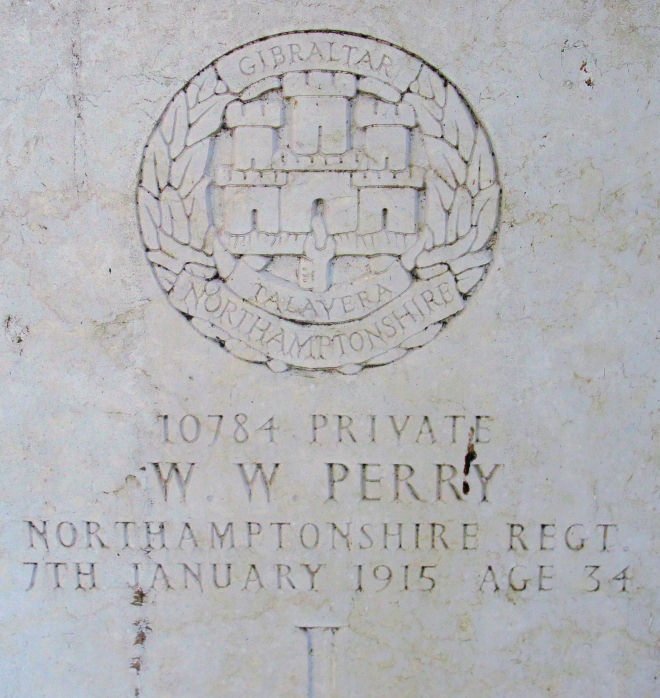 GIBRALTAR
TALAVERA
NORTHAMPTONSHIRE
10784 PRIVATE
W. W. PERRY
NORTHAMPTONSHIRE REGT.
7TH JANUARY 1915 AGE 34